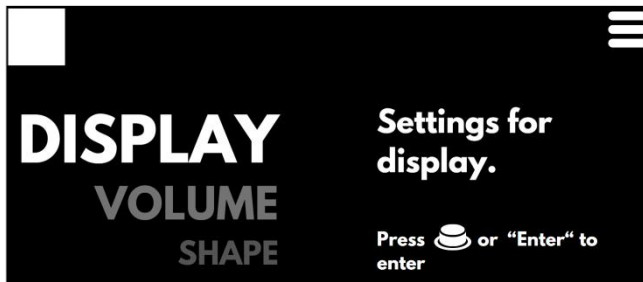 DISPLAY
VOLUME
SHAPE
Settings for
display.
Press or “Enter“ to
enter